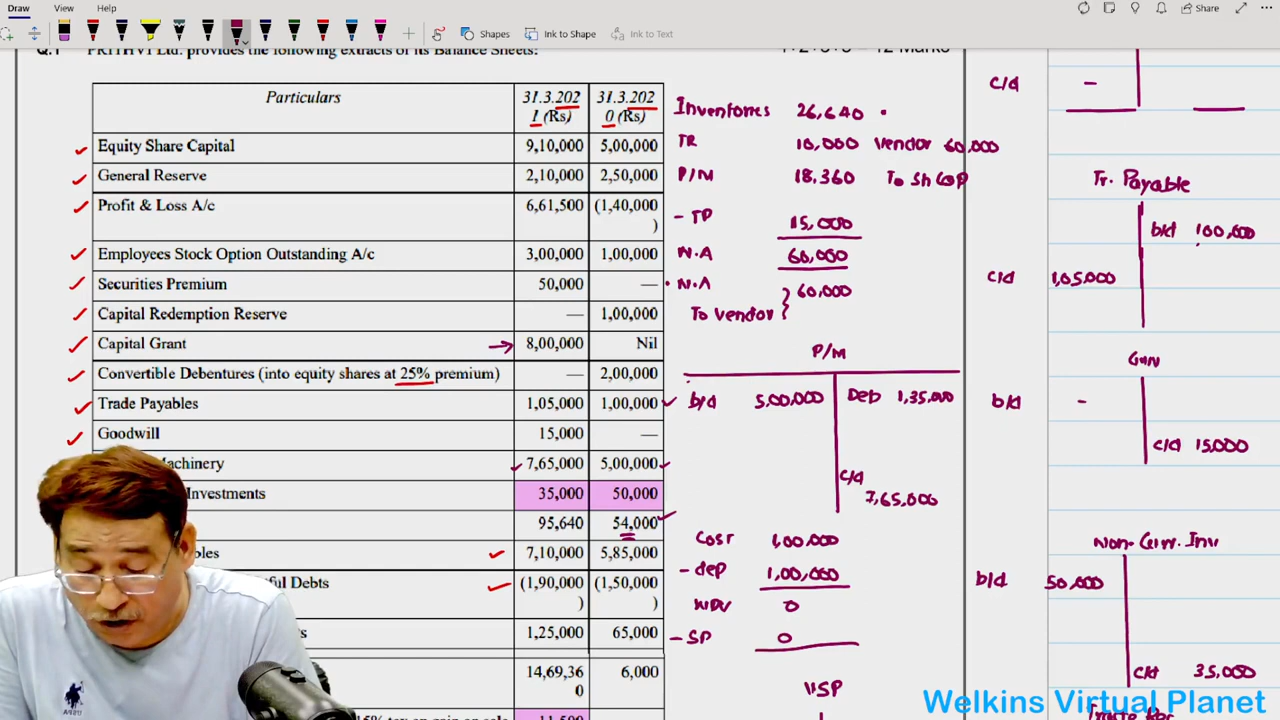 Draw View Help
Share
Shapes Ink to Shape Ink to Text
Q.1 PRITHVI Ltd. provides the following extracts of its Balance Sheets:
Particulars 31.3.2021 (Rs) 31.3.2020 (Rs)
Equity Share Capital 9,10,000 5,00,000
General Reserve 2,10,000 2,50,000
Profit & Loss A/c 6,61,500 (1,40,000)
Employees Stock Option Outstanding A/c 3,00,000 1,00,000
Securities Premium 50,000 —
Capital Redemption Reserve — 1,00,000
Capital Grant 8,00,000 Nil
Convertible Debentures (into equity shares at 25% premium) — 2,00,000
Trade Payables 1,05,000 1,00,000
Goodwill 15,000 —
Machinery 7,65,000 5,00,000
Investments 35,000 50,000
95,640 54,000
bles 7,10,000 5,85,000
ful Debts (1,90,000) (1,50,000)
1,25,000 65,000
14,69,360 6,000
Inventories 26,640
TR 10,000 Vendor 60,000
P/M 18,360 To Sh Cap
- TP 15,000
N.A 60,000
N.A 60,000
To Vendor
P/M
b/d 5,00,000 Dep 1,35,000
c/d
7,65,000
Cost 1,00,000
- dep 1,00,000
WDV 0
- SP 0
c/d -
Tr. Payable
b/d 100,000
c/d 1,05,000
b/d -
c/d 15,000
Non-Curr. Inv
b/d 50,000
c/d 35,000
Welkins Virtual Planet